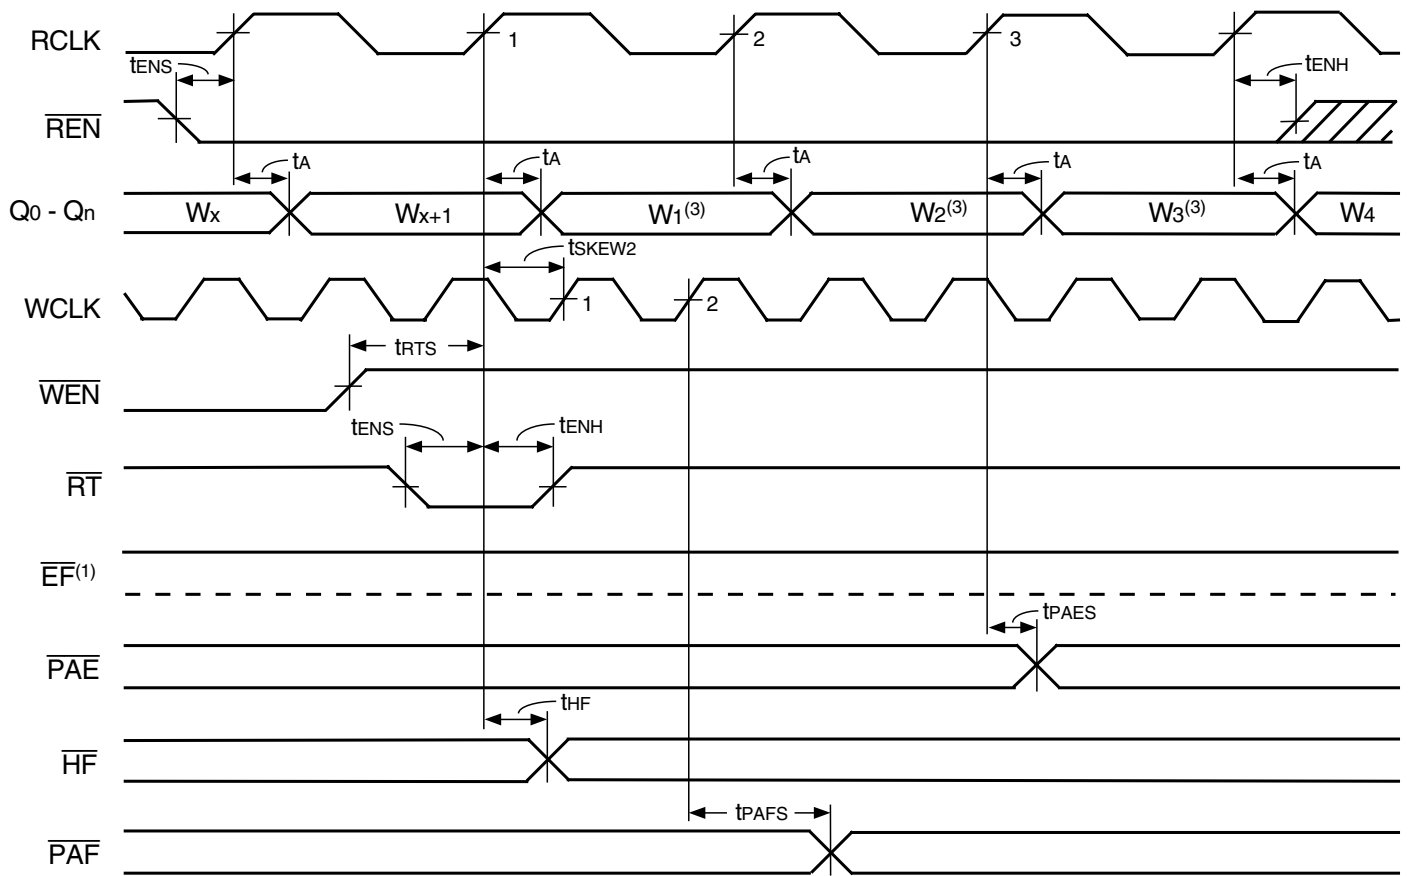 RCLK 1 2 3
tENS tENH
REN
tA tA tA tA tA
Q0 - Qn Wx Wx+1 W1(3) W2(3) W3(3) W4
tSKEW2
WCLK 1 2
tRTS
WEN
tENS tENH
RT
EF(1)
tPAES
PAE
tHF
HF
tPAFS
PAF